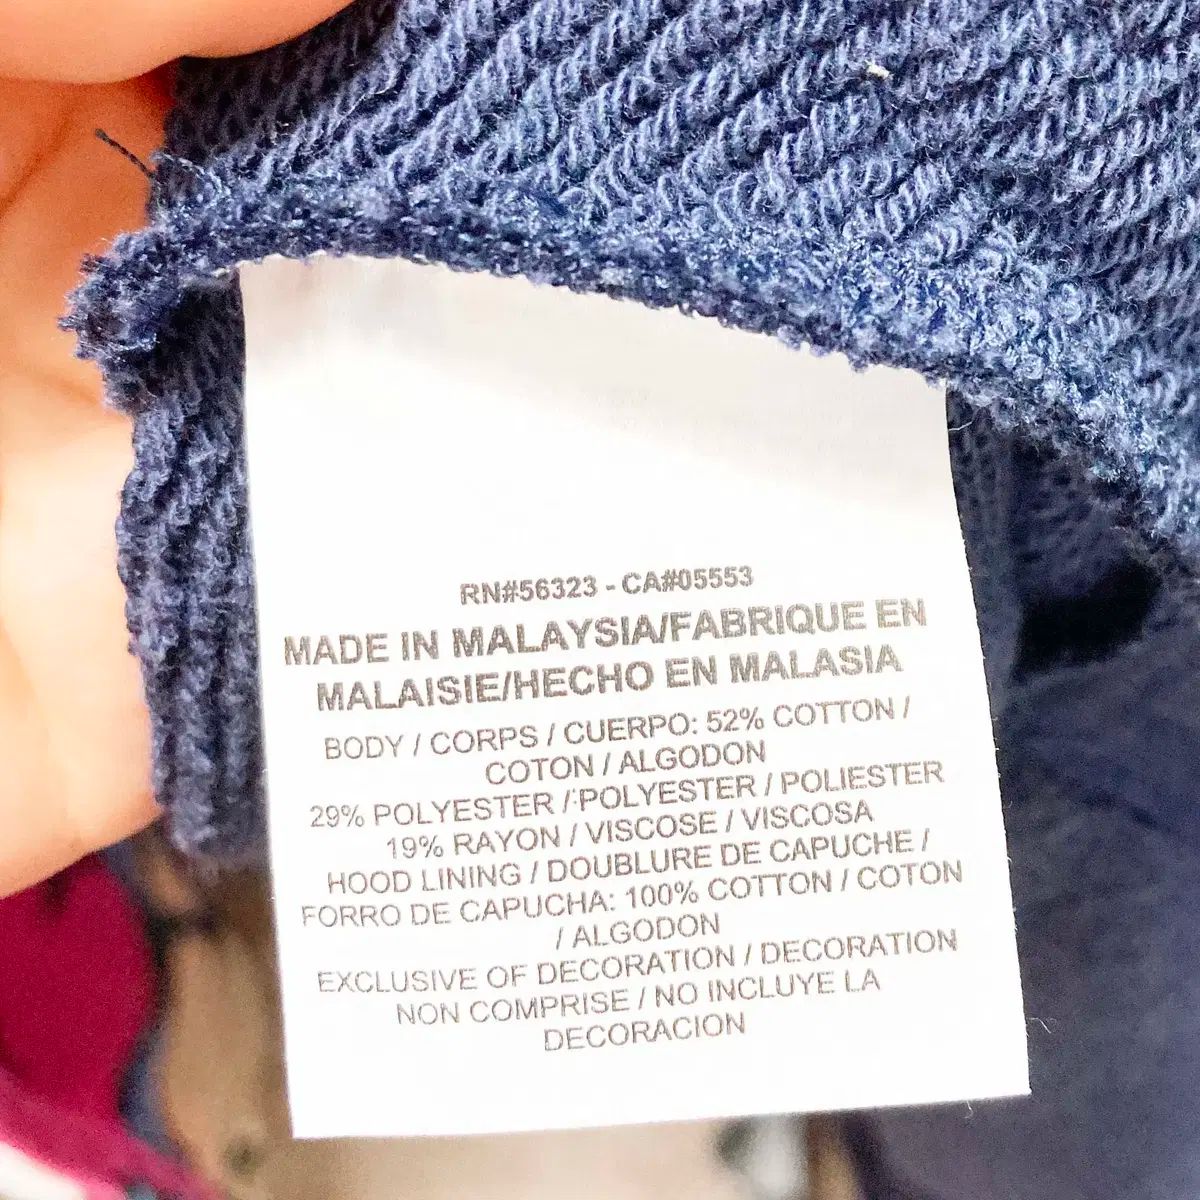 RN#56323 - CA#05553
MADE IN MALAYSIA/FABRIQUE EN
MALAISIE/HECHO EN MALASIA
BODY / CORPS / CUERPO: 52% COTTON /
COTON / ALGODON
29% POLYESTER / POLYESTER / POLIESTER
19% RAYON / VISCOSE / VISCOSA
HOOD LINING / DOUBLURE DE CAPUCHE /
FORRO DE CAPUCHA: 100% COTTON / COTON
/ ALGODON
EXCLUSIVE OF DECORATION / DECORATION
NON COMPRISE / NO INCLUYE LA
DECORACION